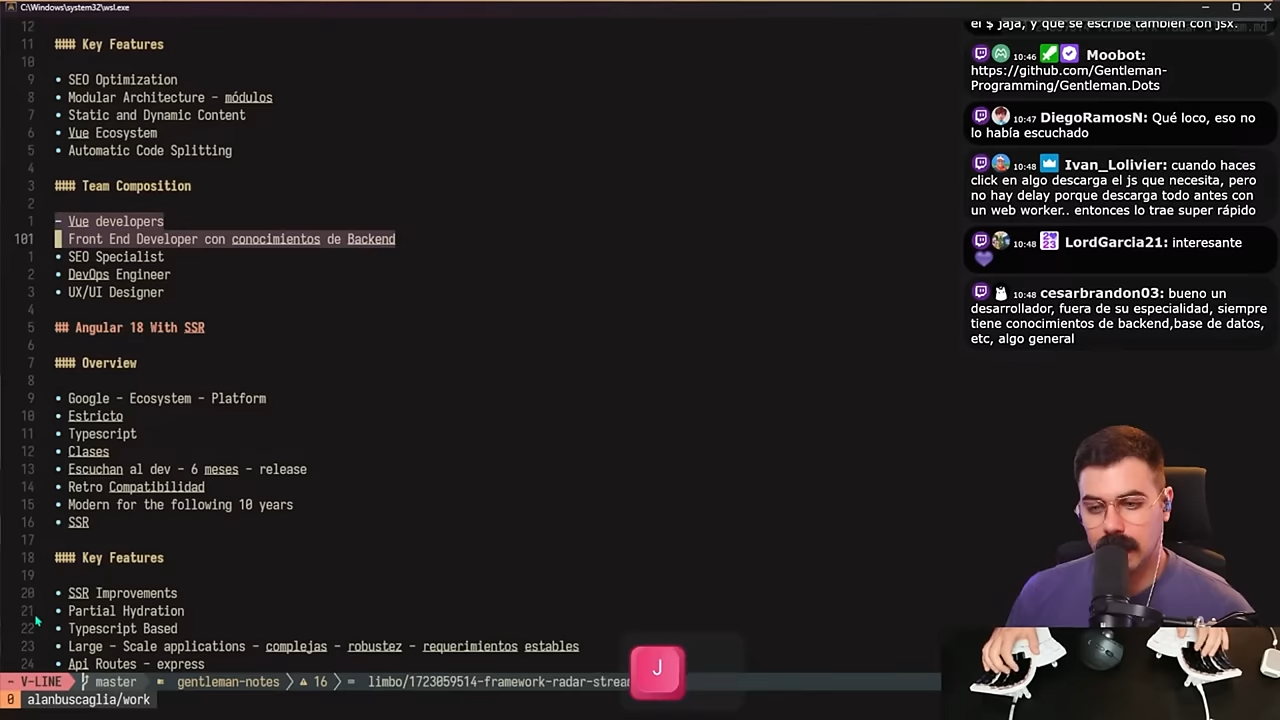 C:\Windows\system32\wsl.exe
12
11 ### Key Features
10
9 • SEO Optimization
8 • Modular Architecture - módulos
7 • Static and Dynamic Content
6 • Vue Ecosystem
5 • Automatic Code Splitting
4
3 ### Team Composition
2
1 - Vue developers
101 Front End Developer con conocimientos de Backend
1 • SEO Specialist
2 • DevOps Engineer
3 • UX/UI Designer
4
5 ## Angular 18 With SSR
6
7 ### Overview
8
9 • Google - Ecosystem - Platform
10 • Estricto
11 • Typescript
12 • Clases
13 • Escuchan al dev - 6 meses - release
14 • Retro Compatibilidad
15 • Modern for the following 10 years
16 • SSR
17
18 ### Key Features
19
20 • SSR Improvements
21 • Partial Hydration
22 • Typescript Based
23 • Large - Scale applications - complejas - robustez - requerimientos estables
24 • Api Routes - express
- V-LINE master gentleman-notes 16 limbo/1723059514-framework-radar-strea
0 alanbuscaglia/work
J
el $ jaja, y que se escribe tambien con jsx.
10:46 Moobot:
https://github.com/Gentleman-
Programming/Gentleman.Dots
10:47 DiegoRamosN: Qué loco, eso no
lo había escuchado
10:48 Ivan_Lolivier: cuando haces
click en algo descarga el js que necesita, pero
no hay delay porque descarga todo antes con
un web worker.. entonces lo trae super rápido
10:48 LordGarcia21: interesante
10:48 cesarbrandon03: bueno un
desarrollador, fuera de su especialidad, siempre
tiene conocimientos de backend,base de datos,
etc, algo general